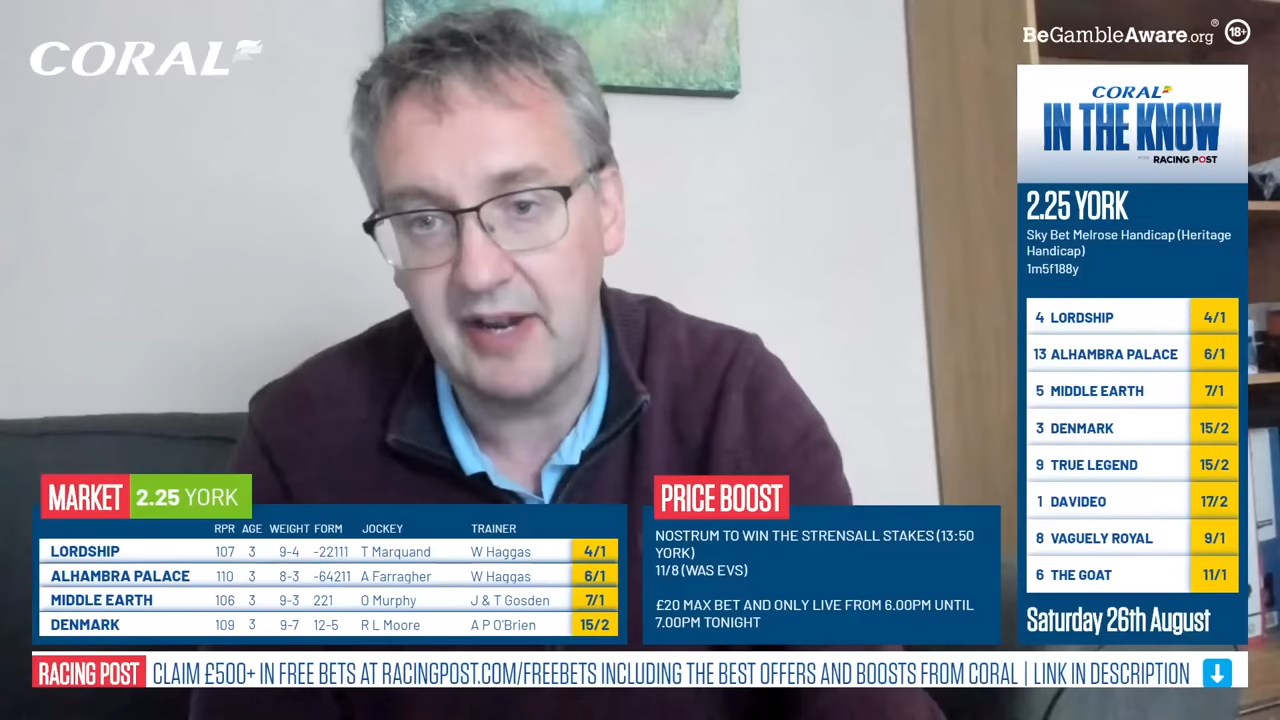 CORAL
BeGambleAware.org® 18+
CORAL
IN THE KNOW
WITH RACING POST
2.25 YORK
Sky Bet Melrose Handicap (Heritage
Handicap)
1m5f188y
4 LORDSHIP 4/1
13 ALHAMBRA PALACE 6/1
5 MIDDLE EARTH 7/1
3 DENMARK 15/2
9 TRUE LEGEND 15/2
1 DAVIDEO 17/2
8 VAGUELY ROYAL 9/1
6 THE GOAT 11/1
Saturday 26th August
MARKET 2.25 YORK
RPR AGE WEIGHT FORM JOCKEY TRAINER
LORDSHIP 107 3 9-4 -22111 T Marquand W Haggas 4/1
ALHAMBRA PALACE 110 3 8-3 -64211 A Farragher W Haggas 6/1
MIDDLE EARTH 106 3 9-3 221 O Murphy J & T Gosden 7/1
DENMARK 109 3 9-7 12-5 R L Moore A P O'Brien 15/2
PRICE BOOST
NOSTRUM TO WIN THE STRENSALL STAKES (13:50
YORK)
11/8 (WAS EVS)
£20 MAX BET AND ONLY LIVE FROM 6.00PM UNTIL
7.00PM TONIGHT
RACING POST CLAIM £500+ IN FREE BETS AT RACINGPOST.COM/FREEBETS INCLUDING THE BEST OFFERS AND BOOSTS FROM CORAL | LINK IN DESCRIPTION